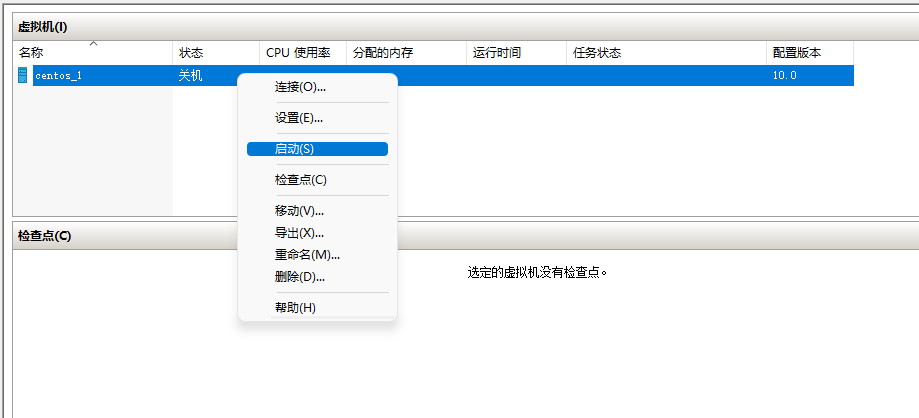 虚拟机(I)
名称 状态 CPU 使用率 分配的内存 运行时间 任务状态 配置版本
centos_1 关机 10.0
连接(O)...
设置(E)...
启动(S)
检查点(C)
移动(V)...
导出(X)...
重命名(M)...
删除(D)...
帮助(H)
检查点(C)
选定的虚拟机没有检查点。